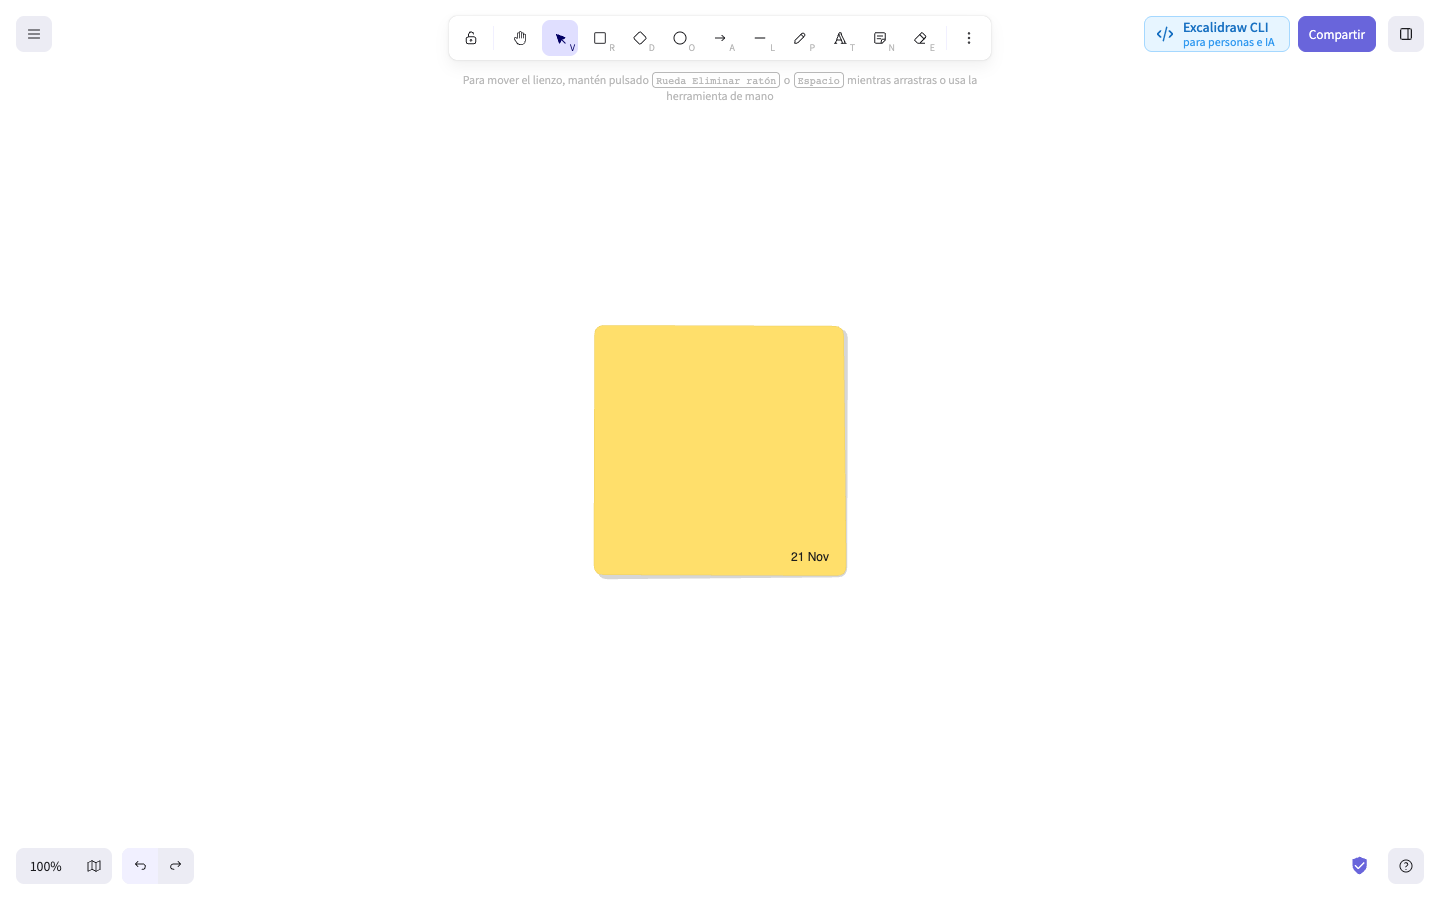 V
R
D
O
A
L
P
T
N
E
Excalidraw CLI
para personas e IA
Compartir
Para mover el lienzo, mantén pulsado Rueda Eliminar ratón o Espacio mientras arrastras o usa la
herramienta de mano
21 Nov
100%